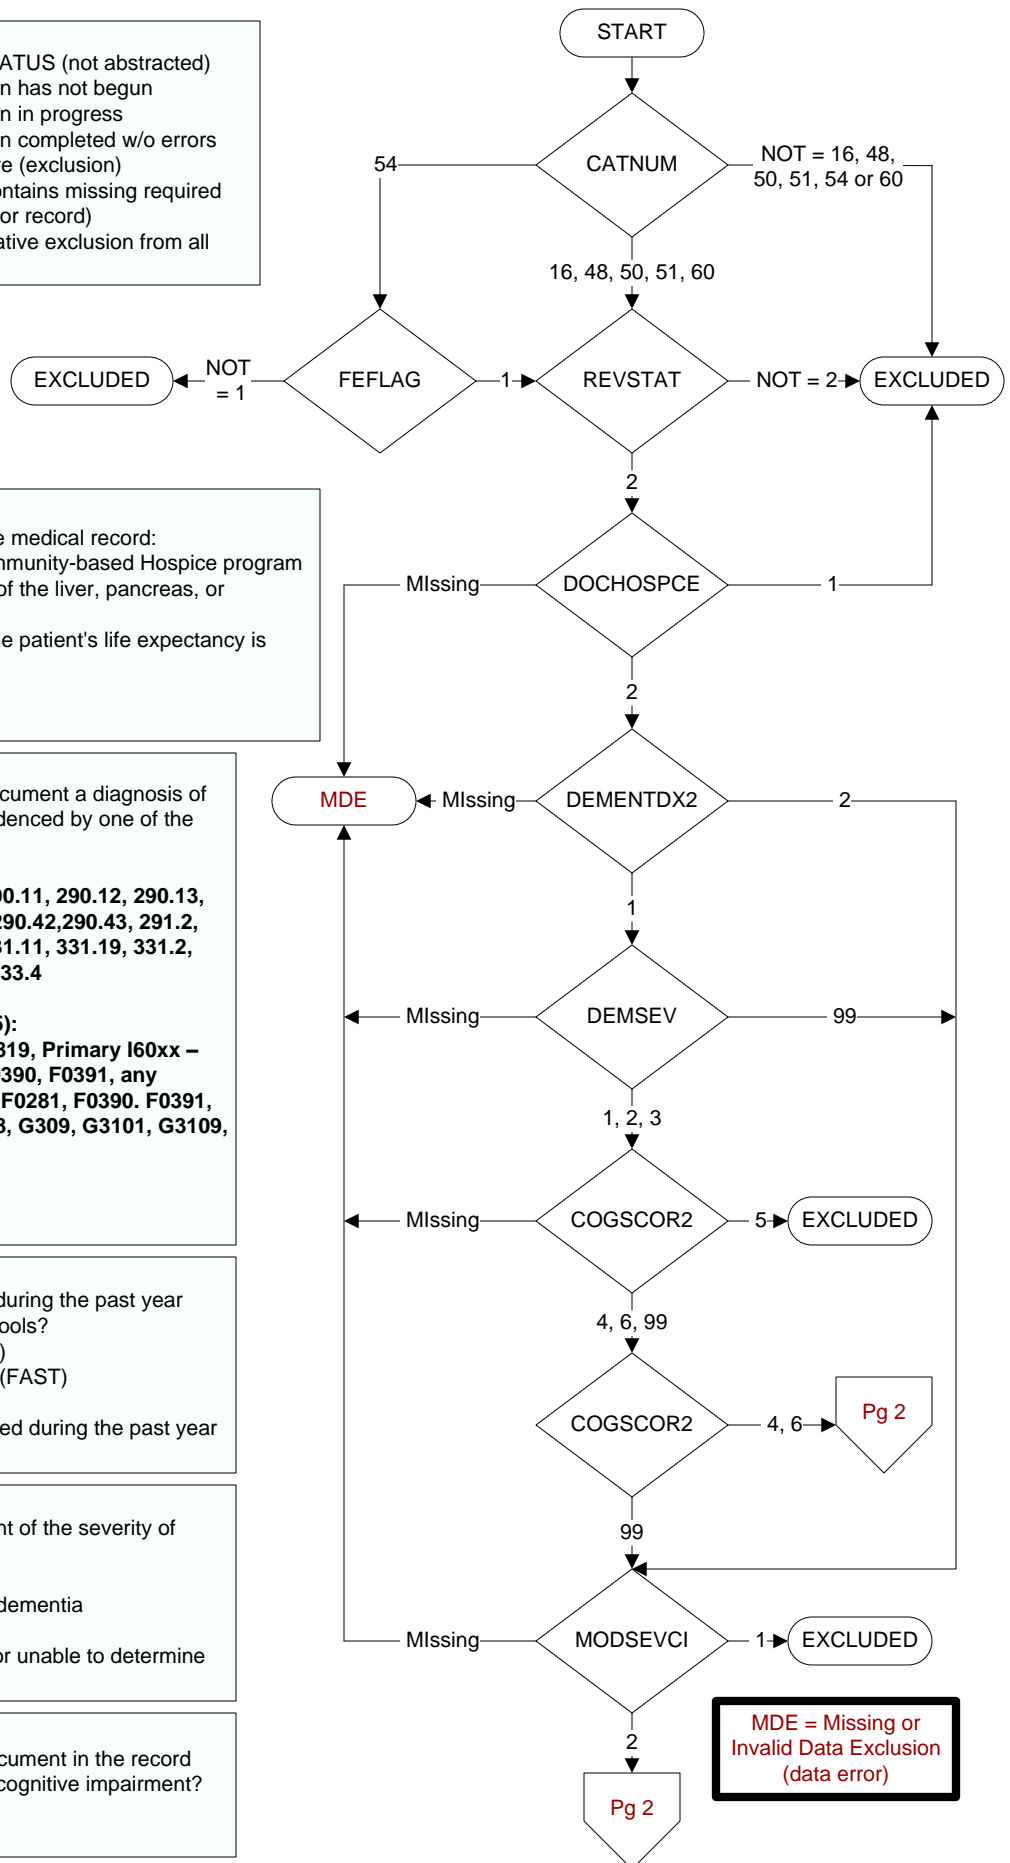 START
ATUS (not abstracted)
n has not begun
n in progress
n completed w/o errors
e (exclusion)
ontains missing required
or record)
ative exclusion from all
54
CATNUM
NOT = 16, 48,
50, 51, 54 or 60
16, 48, 50, 51, 60
EXCLUDED
NOT
= 1
FEFLAG
1
REVSTAT
NOT = 2
EXCLUDED
2
e medical record:
mmunity-based Hospice program
of the liver, pancreas, or
ne patient's life expectancy is
MIssing
DOCHOSPCE
1
2
MDE
MIssing
DEMENTDX2
2
cument a diagnosis of
idenced by one of the
90.11, 290.12, 290.13,
290.42,290.43, 291.2,
31.11, 331.19, 331.2,
33.4
5):
319, Primary I60xx –
0390, F0391, any
F0281, F0390. F0391,
8, G309, G3101, G3109,
1
MIssing
DEMSEV
99
1, 2, 3
MIssing
COGSCOR2
5
EXCLUDED
4, 6, 99
during the past year
ools?
)
(FAST)
ed during the past year
COGSCOR2
4, 6
Pg 2
99
nt of the severity of
dementia
or unable to determine
MIssing
MODSEVCI
1
EXCLUDED
2
cument in the record
cognitive impairment?
MDE = Missing or
Invalid Data Exclusion
(data error)
Pg 2